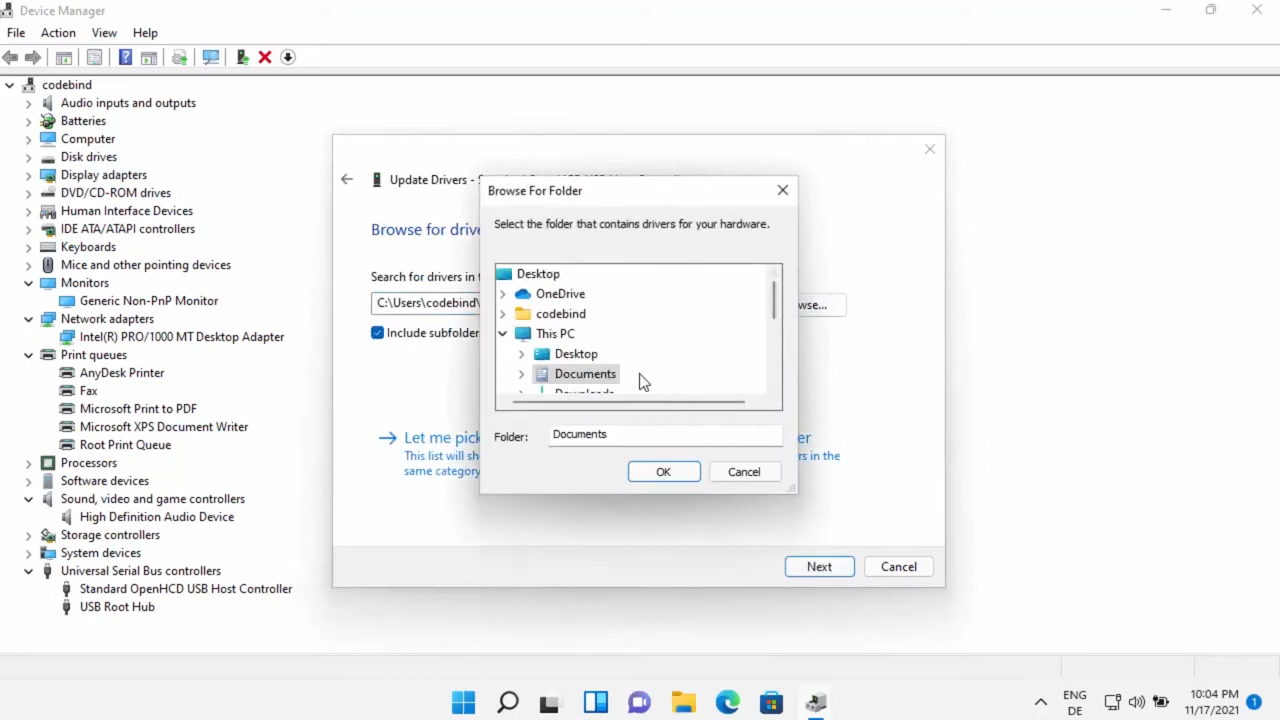 Device Manager
File Action View Help
codebind
Audio inputs and outputs
Batteries
Computer
Disk drives
Display adapters
DVD/CD-ROM drives
Human Interface Devices
IDE ATA/ATAPI controllers
Keyboards
Mice and other pointing devices
Monitors
Generic Non-PnP Monitor
Network adapters
Intel(R) PRO/1000 MT Desktop Adapter
Print queues
AnyDesk Printer
Fax
Microsoft Print to PDF
Microsoft XPS Document Writer
Root Print Queue
Processors
Software devices
Sound, video and game controllers
High Definition Audio Device
Storage controllers
System devices
Universal Serial Bus controllers
Standard OpenHCD USB Host Controller
USB Root Hub
Update Drivers -
Browse for drive
Search for drivers in t
C:\Users\codebind\
wse...
Include subfolder
Let me pick
er
This list will sh
rs in the
same category
Next Cancel
Browse For Folder
Select the folder that contains drivers for your hardware.
Desktop
OneDrive
codebind
This PC
Desktop
Documents
Downloads
Folder: Documents
OK Cancel
ENG
DE
10:04 PM
11/17/2021
1